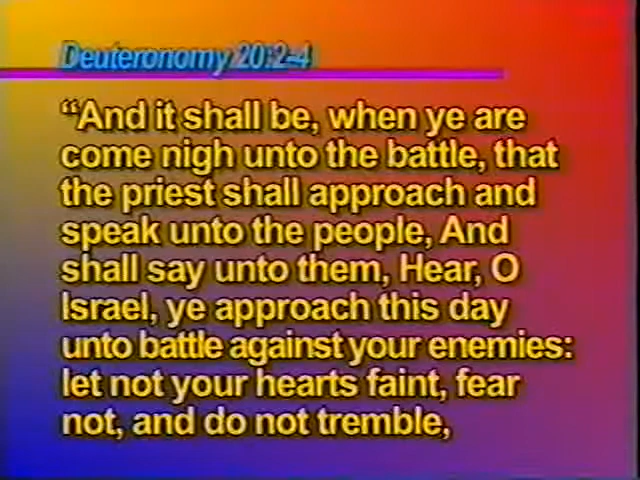 Deuteronomy 20:2-4
“And it shall be, when ye are
come nigh unto the battle, that
the priest shall approach and
speak unto the people, And
shall say unto them, Hear, O
Israel, ye approach this day
unto battle against your enemies:
let not your hearts faint, fear
not, and do not tremble,